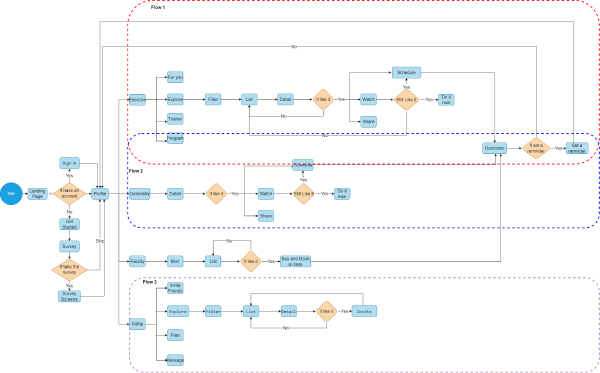 Flow 1
No
Schedule
For you
Yes
Exercise
Explore
Filter
List
Detail
If like it
Yes
Watch
Still Like it
Yes
Do it
now
No
Trainer
Share
Program
No
Reminder
If set a
reminder
Yes
Set a
reminder
Sign in
Schedule
Flow 2
Yes
Yes
Start
Landing
Page
If have an
account
Profile
Generator
Detail
If like it
Yes
Watch
Still Like it
Yes
Do it
now
No
Share
Get
Started
Survey
Skip
No
Facility
filter
List
If like it
Yes
Buy and Book
a class
If take the
survey
Yes
Survey
Screens
Flow 3
Invite
Friends
Explore
Filter
List
Detail
If like it
Yes
Invite
FitPal
No
Plan
Message